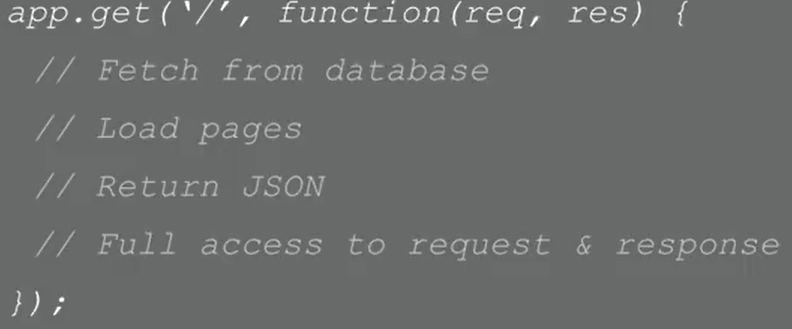 app.get(‘/’, function(req, res) {
// Fetch from database
// Load pages
// Return JSON
// Full access to request & response
});